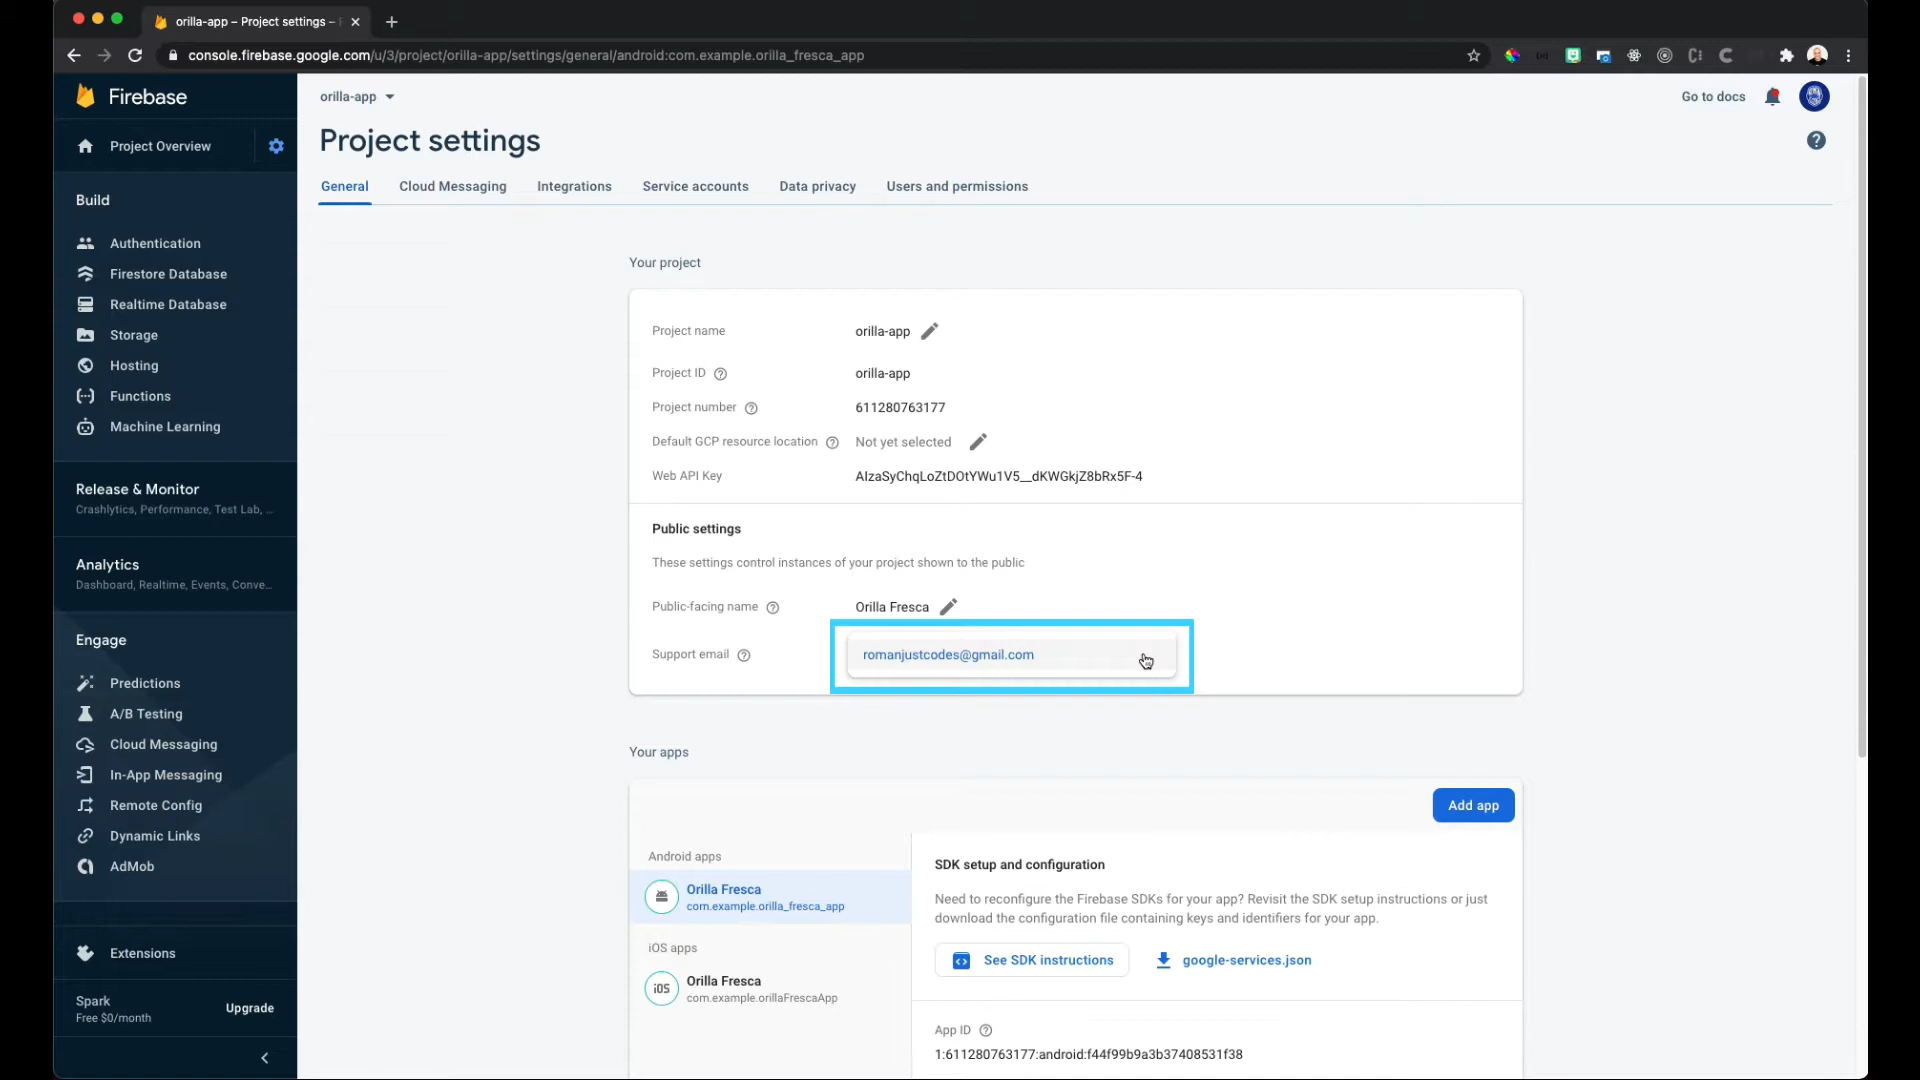 orilla-app – Project settings –
console.firebase.google.com/u/3/project/orilla-app/settings/general/android:com.example.orilla_fresca_app
Firebase
orilla-app
Go to docs
Project Overview
Project settings
General
Cloud Messaging
Integrations
Service accounts
Data privacy
Users and permissions
Build
Authentication
Firestore Database
Realtime Database
Storage
Hosting
Functions
Machine Learning
Release & Monitor
Crashlytics, Performance, Test Lab, ...
Analytics
Dashboard, Realtime, Events, Conve...
Engage
Predictions
A/B Testing
Cloud Messaging
In-App Messaging
Remote Config
Dynamic Links
AdMob
Extensions
Spark
Free $0/month
Upgrade
Your project
Project name
orilla-app
Project ID
orilla-app
Project number
611280763177
Default GCP resource location
Not yet selected
Web API Key
AIzaSyChqLoZtDOtYWu1V5__dKWGkjZ8bRx5F-4
Public settings
These settings control instances of your project shown to the public
Public-facing name
Orilla Fresca
Support email
romanjustcodes@gmail.com
Your apps
Add app
Android apps
Orilla Fresca
com.example.orilla_fresca_app
iOS apps
iOS
Orilla Fresca
com.example.orillaFrescaApp
SDK setup and configuration
Need to reconfigure the Firebase SDKs for your app? Revisit the SDK setup instructions or just
download the configuration file containing keys and identifiers for your app.
See SDK instructions
google-services.json
App ID
1:611280763177:android:f44f99b9a3b37408531f38